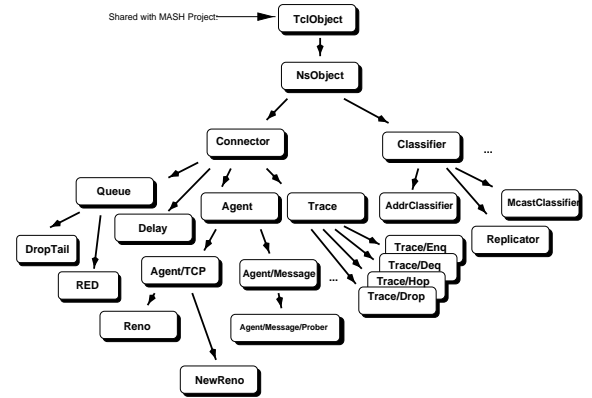 Shared with MASH Project:
TclObject
NsObject
Connector
Classifier
...
Queue
Delay
Agent
Trace
AddrClassifier
McastClassifier
Replicator
DropTail
RED
Agent/TCP
Agent/Message
...
Trace/Enq
Trace/Deq
Trace/Hop
Trace/Drop
Reno
Agent/Message/Prober
NewReno